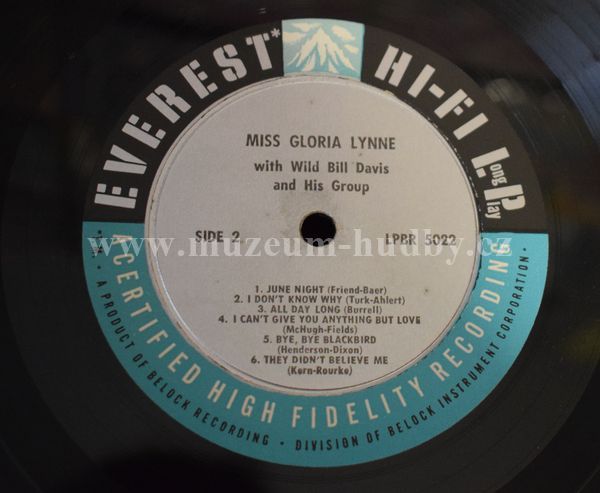 EVEREST*
HI-FI Long Play
MISS GLORIA LYNNE
with Wild Bill Davis
and His Group
SIDE 2
LPBR 5022
www.muzeum-hudby.cz
1. JUNE NIGHT (Friend-Baer)
2. I DON'T KNOW WHY (Turk-Ahlert)
3. ALL DAY LONG (Burrell)
4. I CAN'T GIVE YOU ANYTHING BUT LOVE
(McHugh-Fields)
5. BYE, BYE BLACKBIRD
(Henderson-Dixon)
6. THEY DIDN'T BELIEVE ME
(Kern-Rourke)
A CERTIFIED HIGH FIDELITY RECORDING
A PRODUCT OF BELOCK RECORDING • DIVISION OF BELOCK INSTRUMENT CORPORATION •